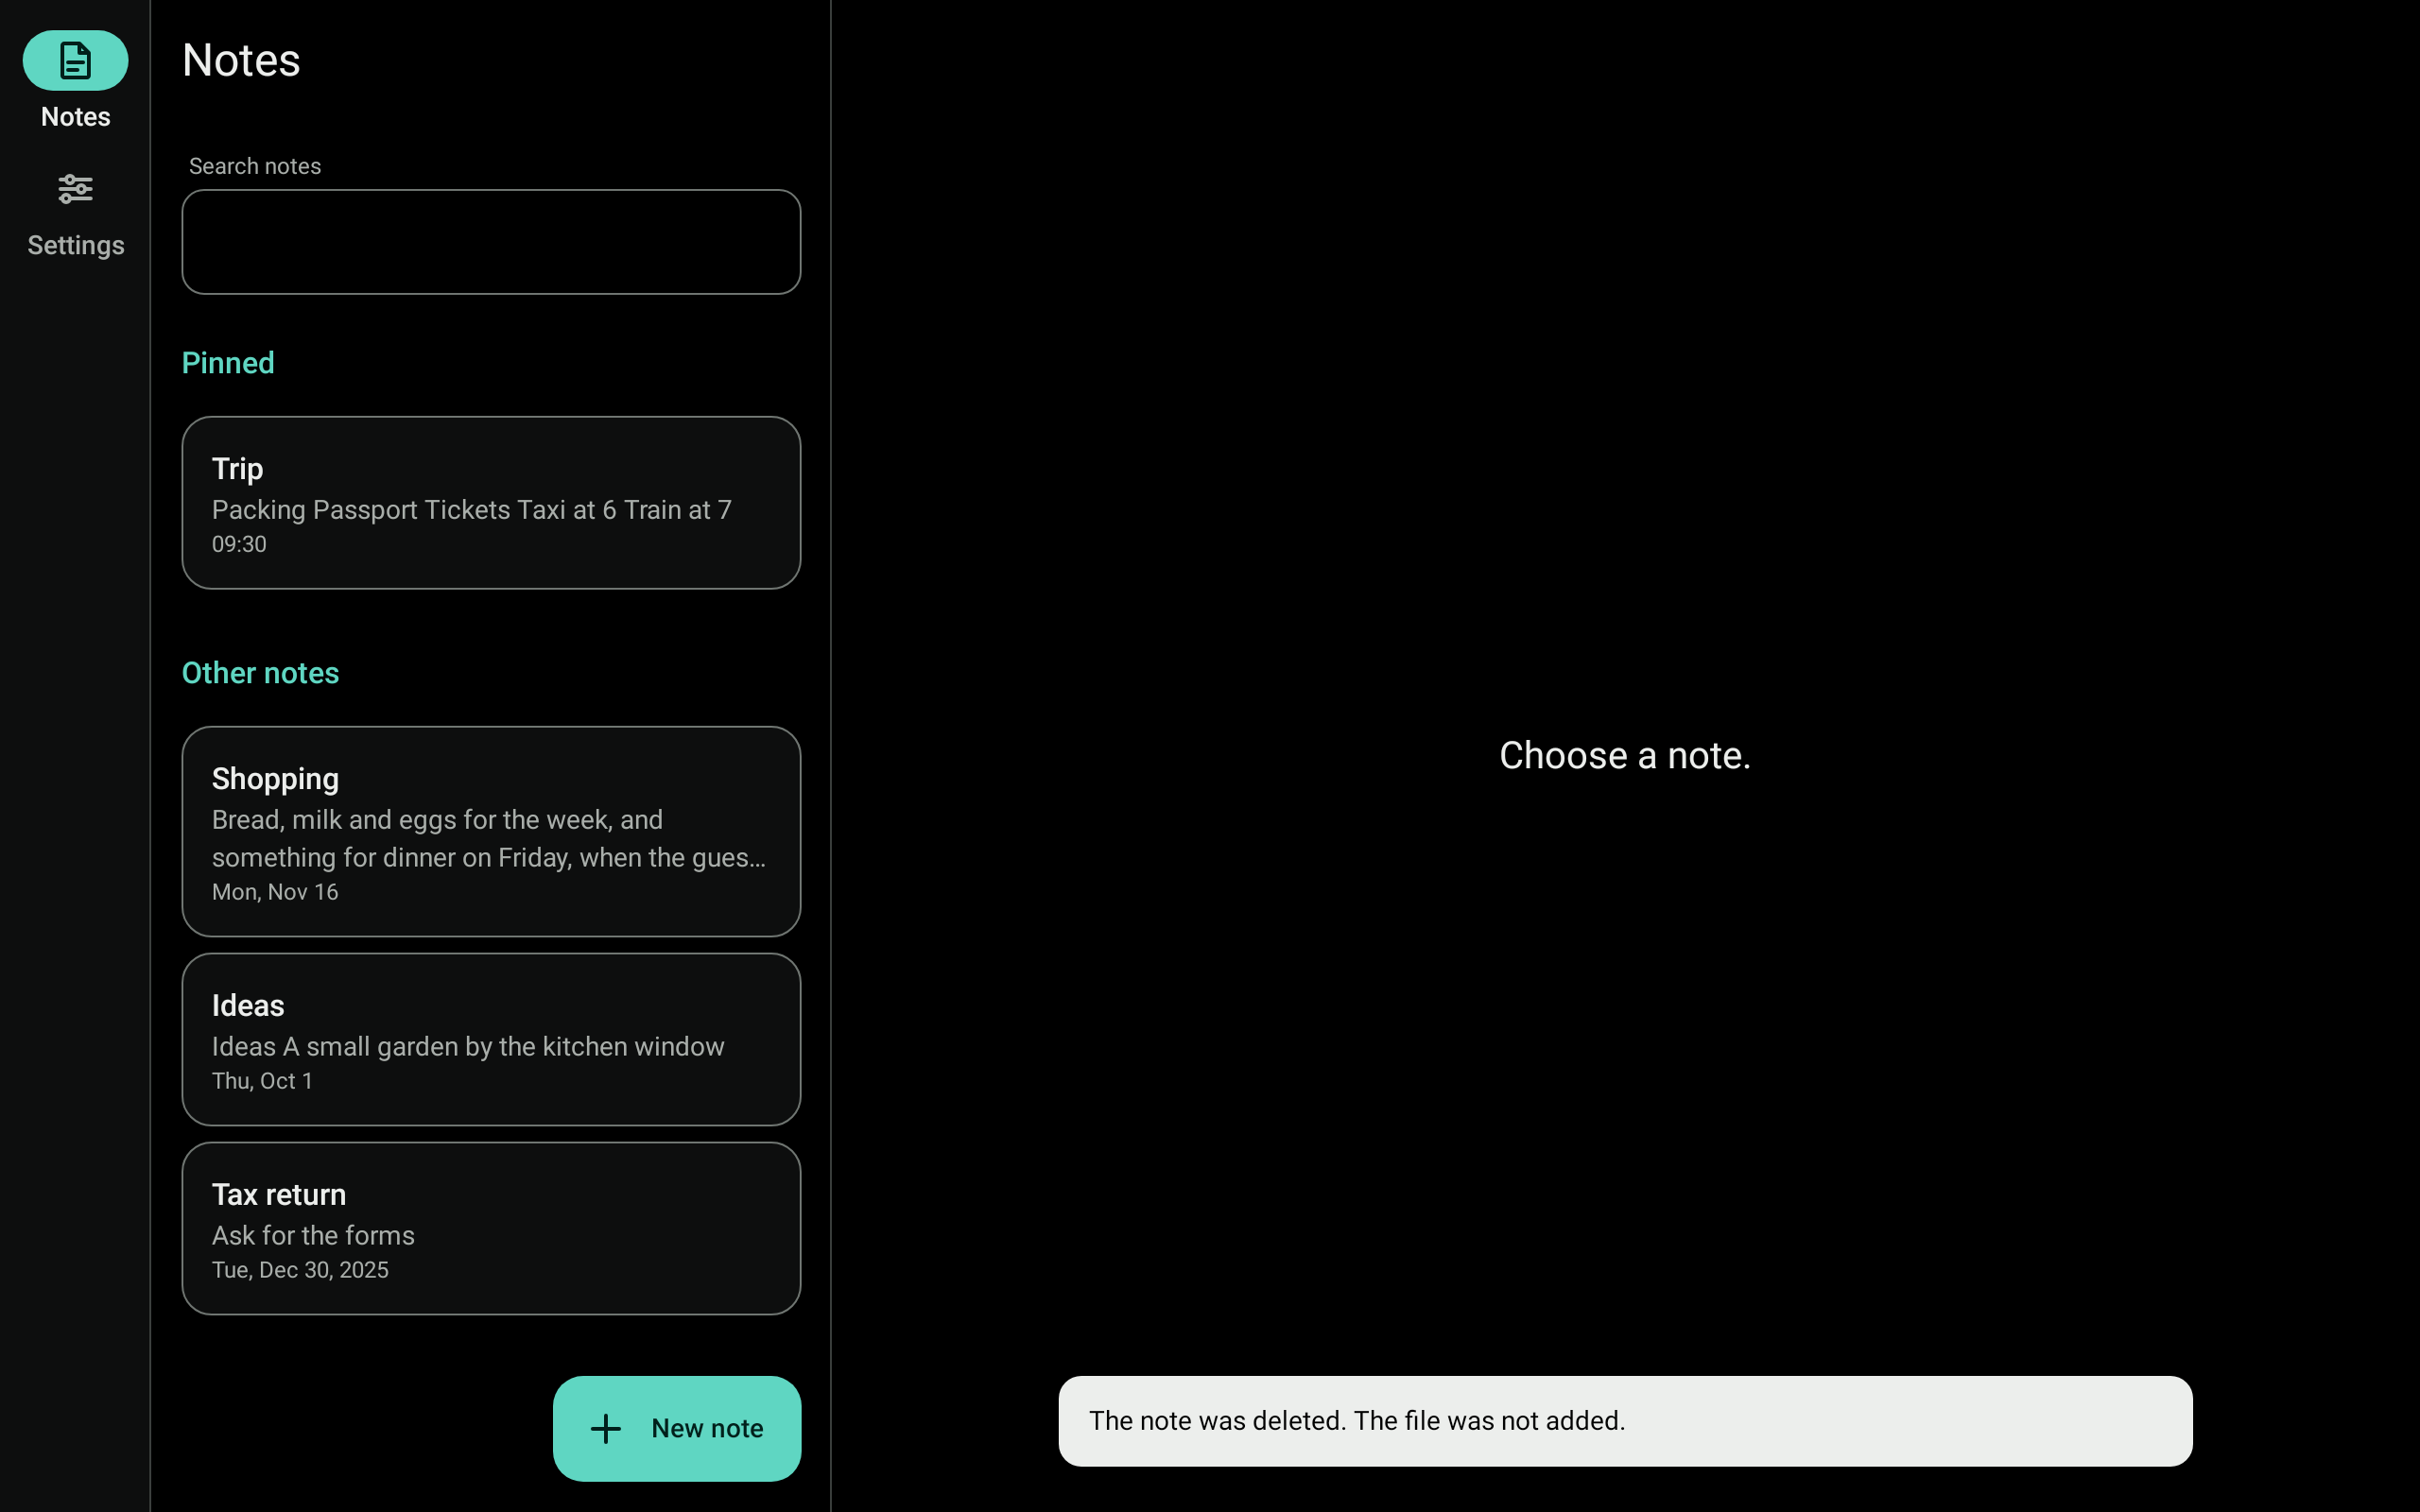 Notes
Settings
Notes
Search notes
Pinned
Trip
Packing Passport Tickets Taxi at 6 Train at 7
09:30
Other notes
Shopping
Bread, milk and eggs for the week, and
something for dinner on Friday, when the gues…
Mon, Nov 16
Ideas
Ideas A small garden by the kitchen window
Thu, Oct 1
Tax return
Ask for the forms
Tue, Dec 30, 2025
New note
Choose a note.
The note was deleted. The file was not added.